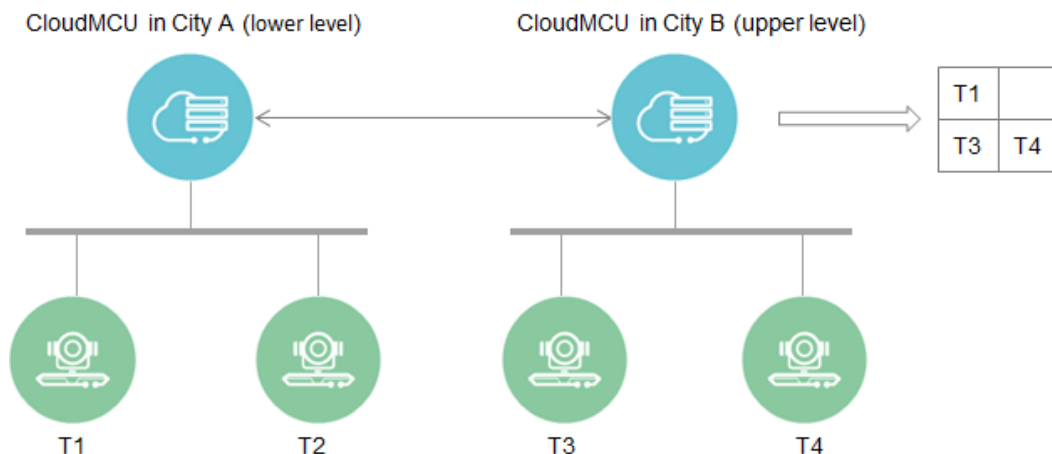 CloudMCU in City A (lower level)
CloudMCU in City B (upper level)
T1
T3 T4
T1
T2
T3
T4